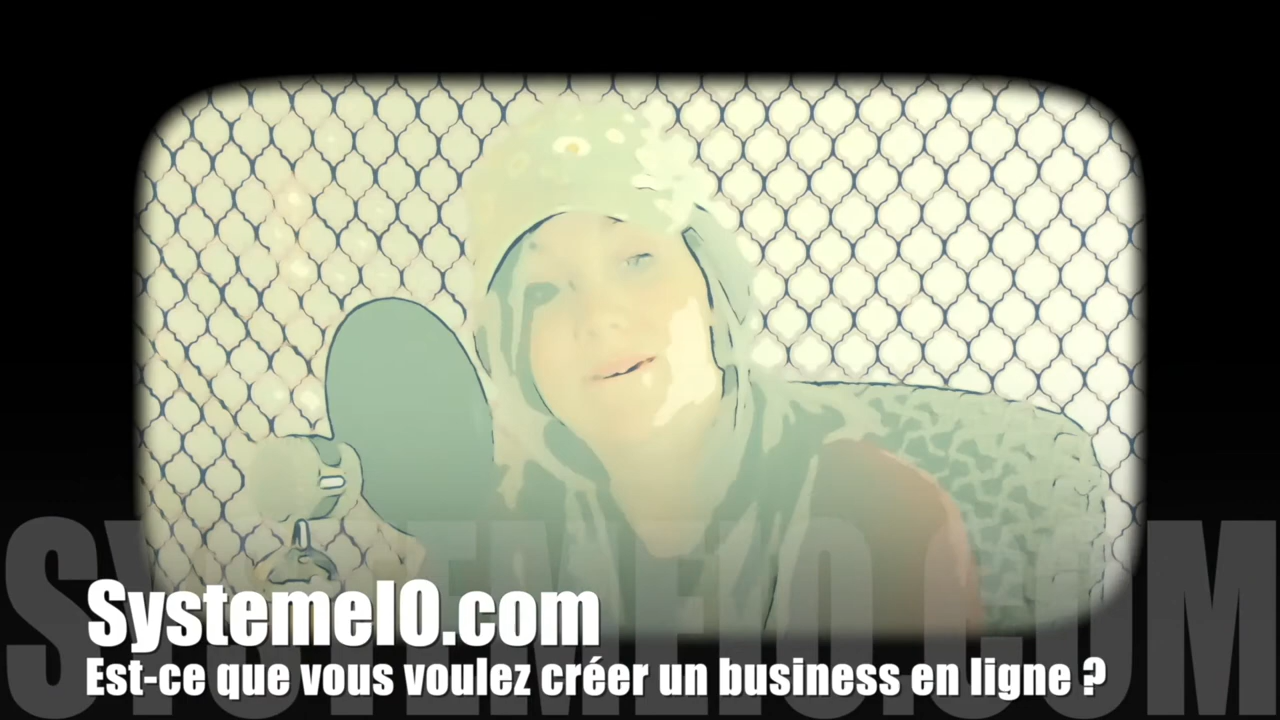 SYSTEMEIO.COM
SystemeIO.com
Est-ce que vous voulez créer un business en ligne ?